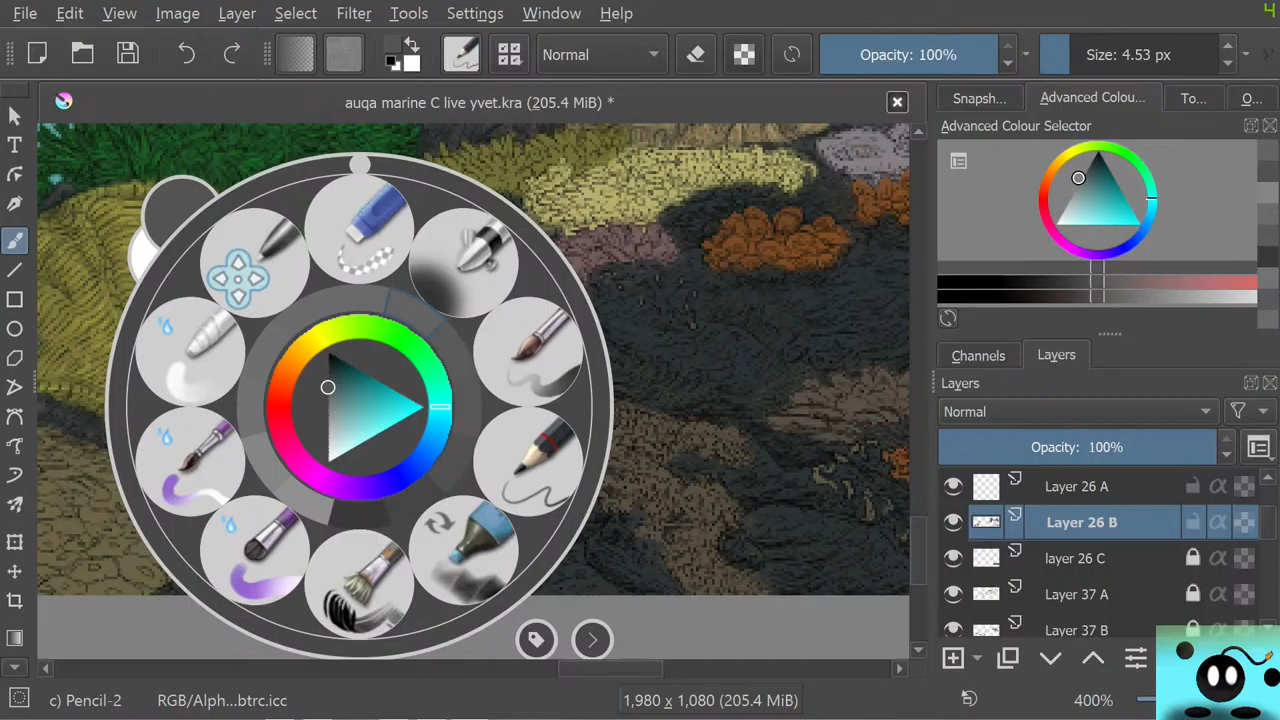 File Edit View Image Layer Select Filter Tools Settings Window Help
4
Normal
Opacity: 100%
Size: 4.53 px
auqa marine C live yvet.kra (205.4 MiB) *
Snapsh... Advanced Colou... To... O...
Advanced Colour Selector
Channels Layers
Layers
Normal
Opacity: 100%
Layer 26 A
Layer 26 B
layer 26 C
Layer 37 A
Layer 37 B
c) Pencil-2
RGB/Alph...btrc.icc
1,980 x 1,080 (205.4 MiB)
400%